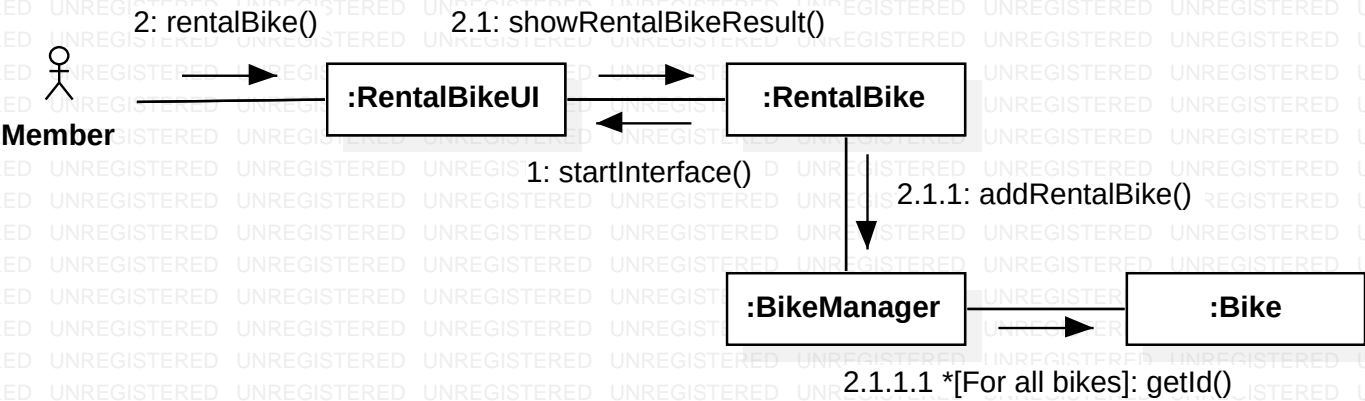 2: rentalBike()
2.1: showRentalBikeResult()
:RentalBikeUI
:RentalBike
Member
1: startInterface()
2.1.1: addRentalBike()
:BikeManager
:Bike
2.1.1.1 *[For all bikes]: getId()
UNREGISTERED